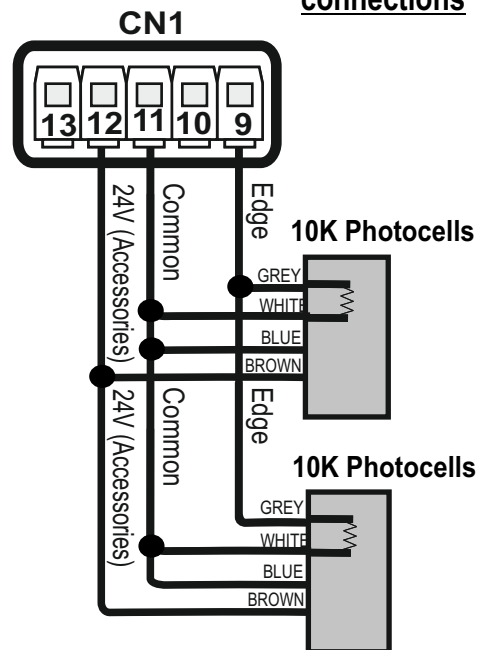 connections
CN1
13 12 11 10 9
24V (Accessories)
Common
Edge
10K Photocells
GREY
WHITE
BLUE
BROWN
24V (Accessories)
Common
Edge
10K Photocells
GREY
WHITE
BLUE
BROWN